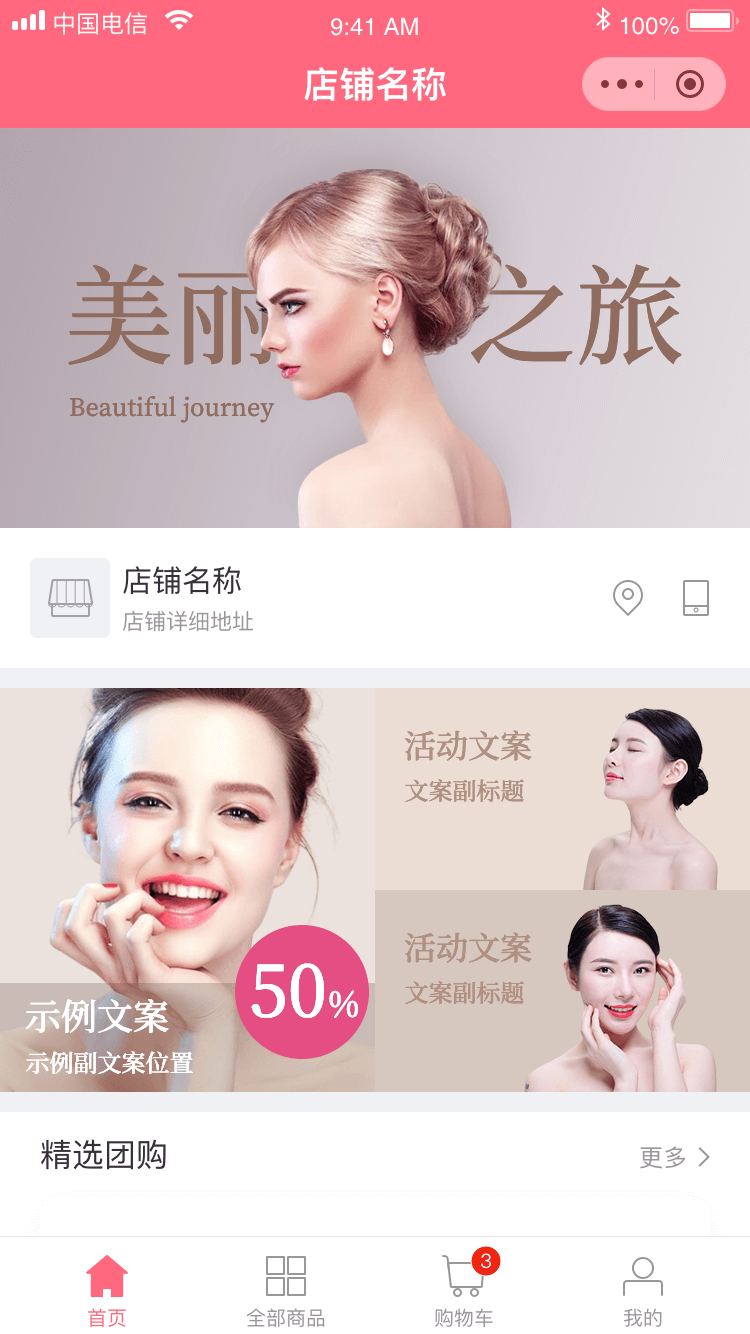 中国电信 9:41 AM 100%
店铺名称
美丽之旅
Beautiful journey
店铺名称
店铺详细地址
活动文案
文案副标题
活动文案
文案副标题
50%
示例文案
示例副文案位置
精选团购 更多
3
首页 全部商品 购物车 我的